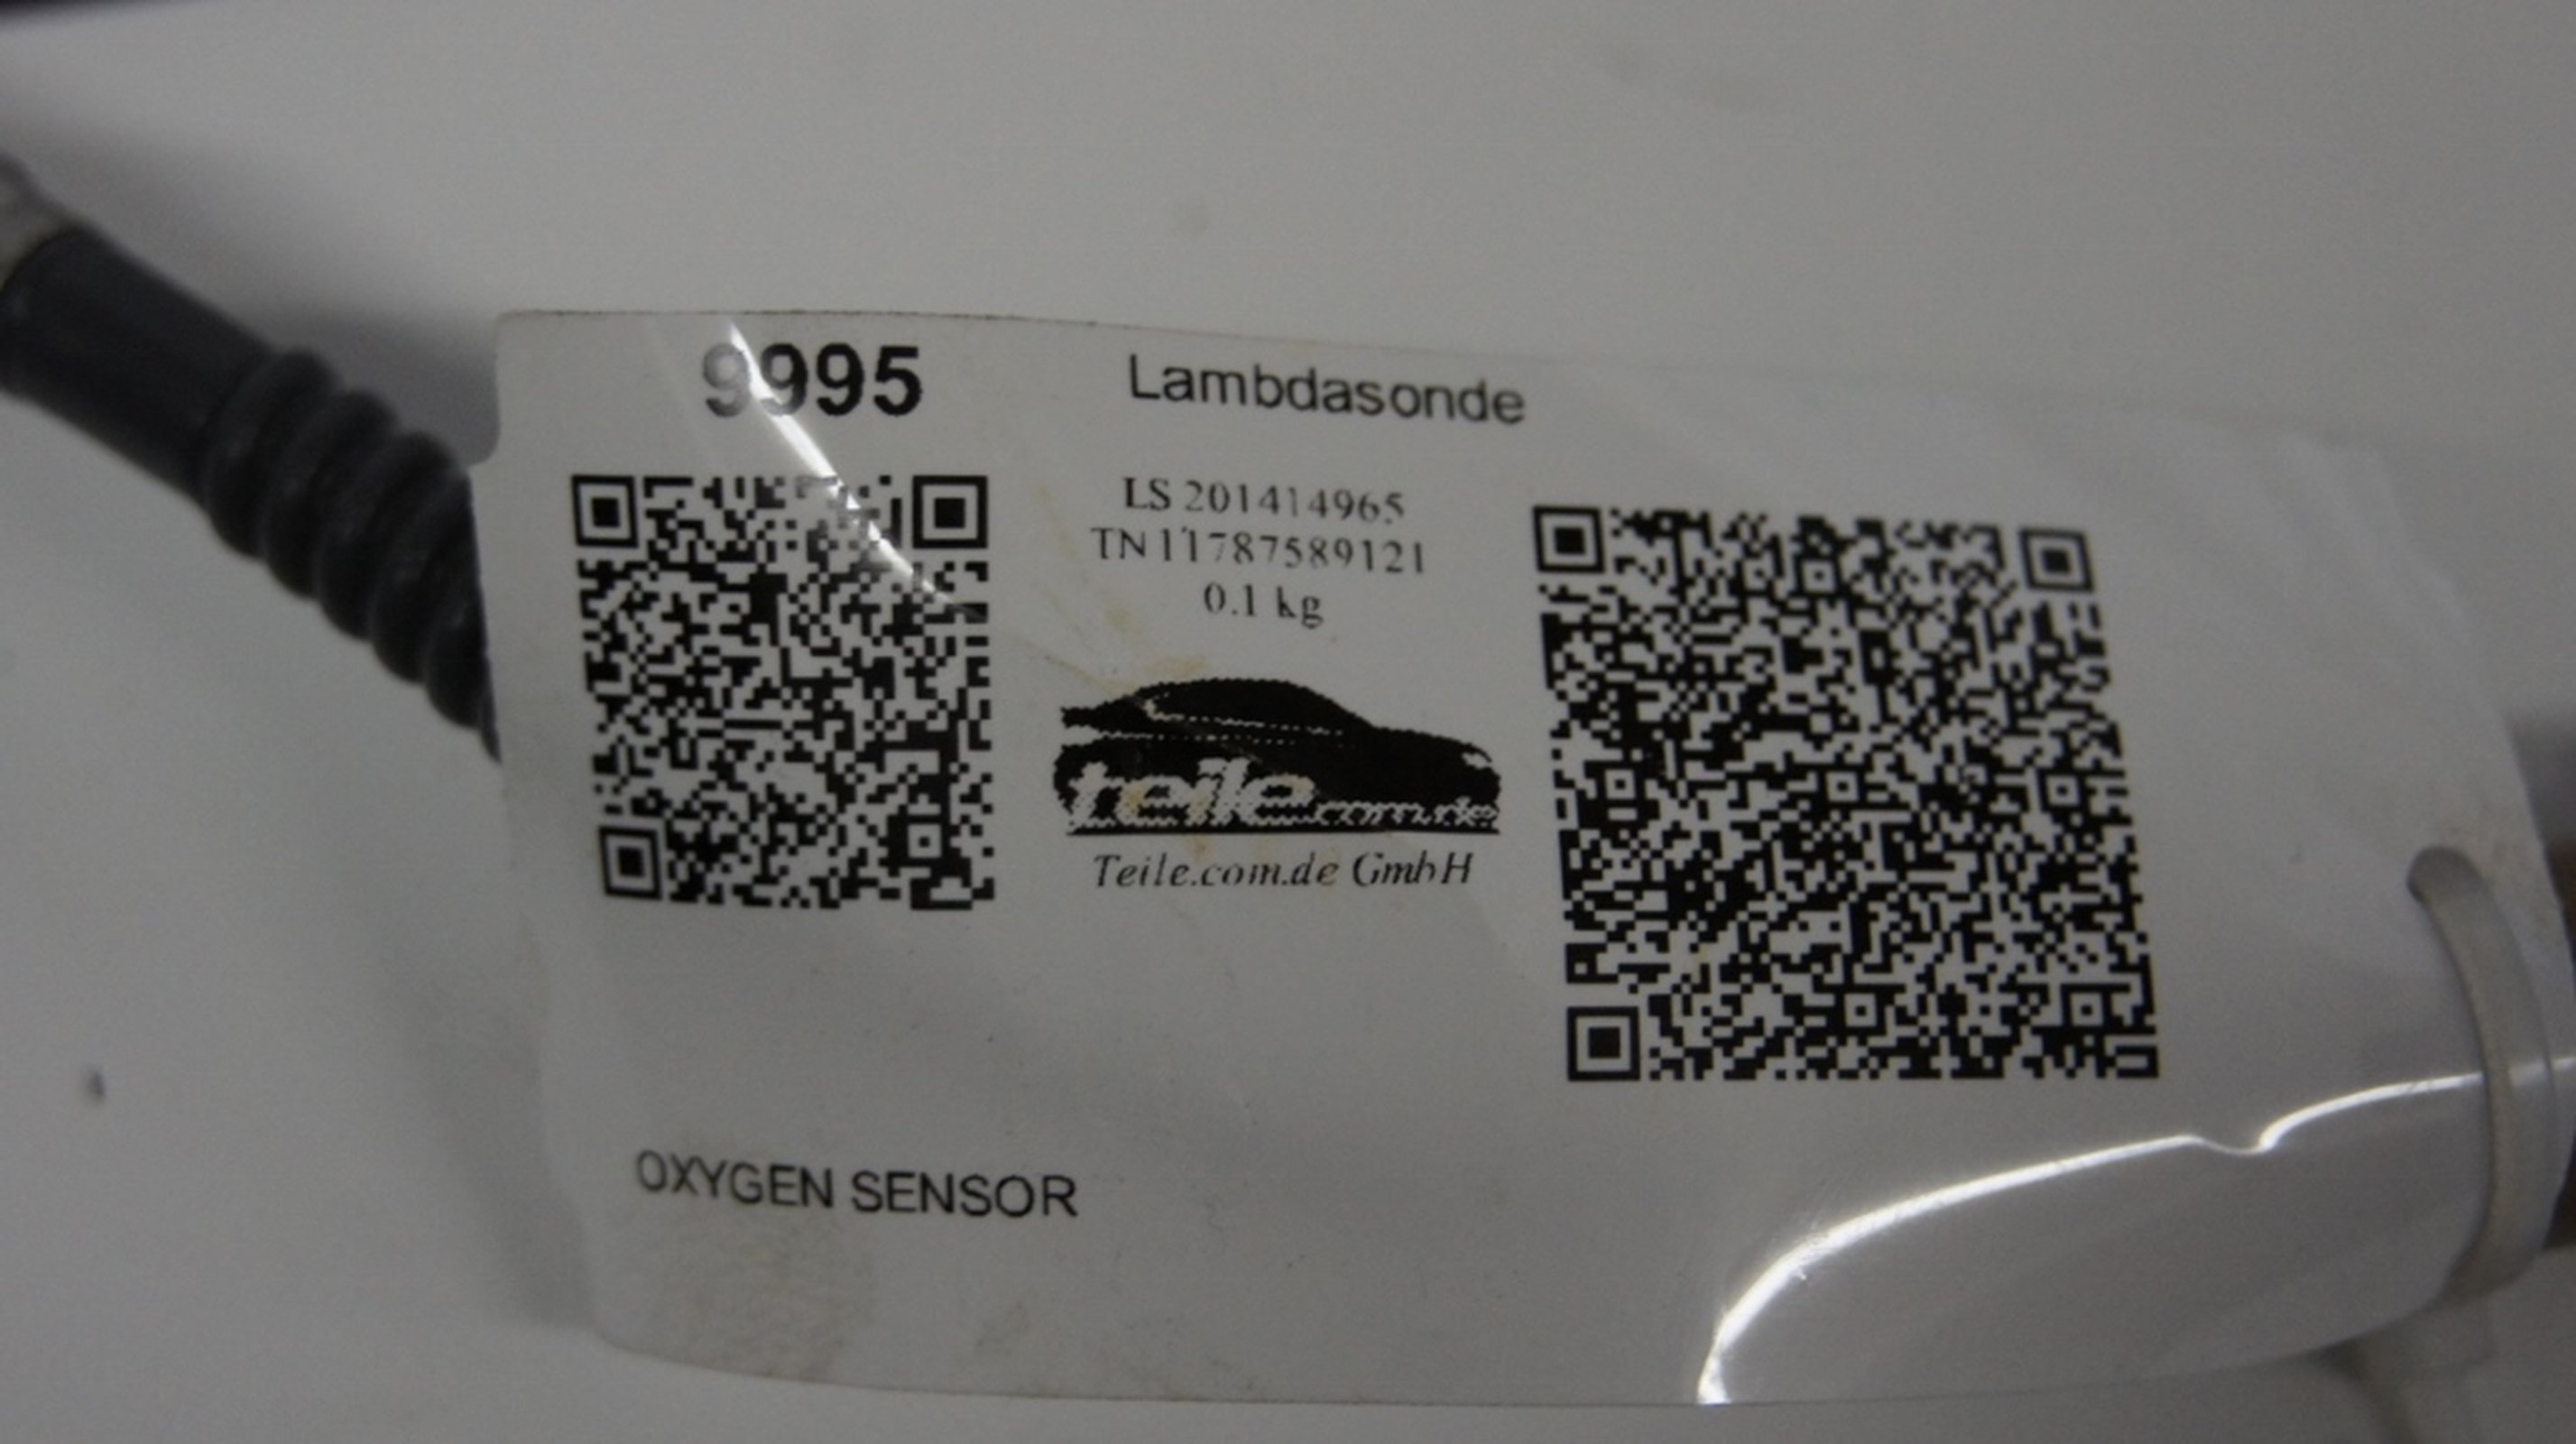 9995
Lambdasonde
LS 201414965
TN 11787589121
0.1 kg
teile.com.de
Teile.com.de GmbH
OXYGEN SENSOR